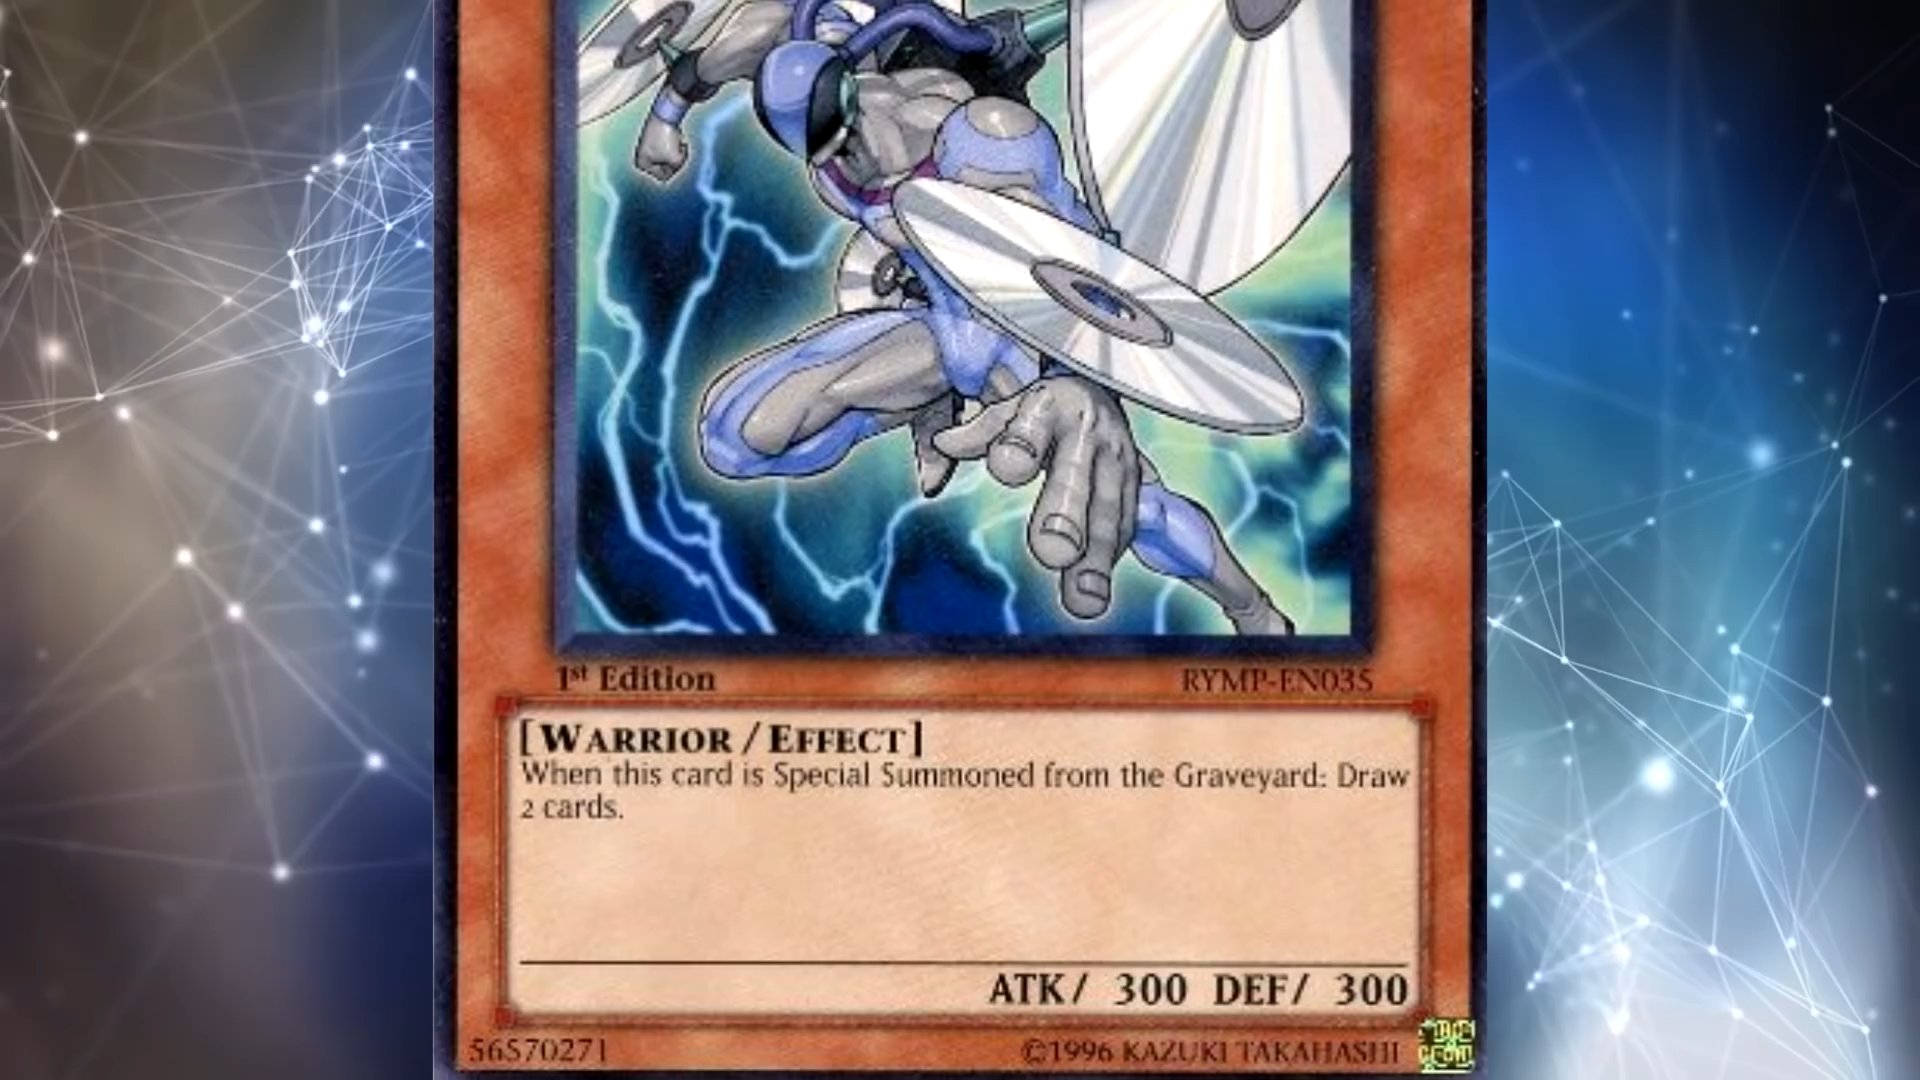 1st Edition RYMP-EN035
[WARRIOR / EFFECT]
When this card is Special Summoned from the Graveyard: Draw
2 cards.
ATK/ 300 DEF/ 300
56570271 ©1996 KAZUKI TAKAHASHI